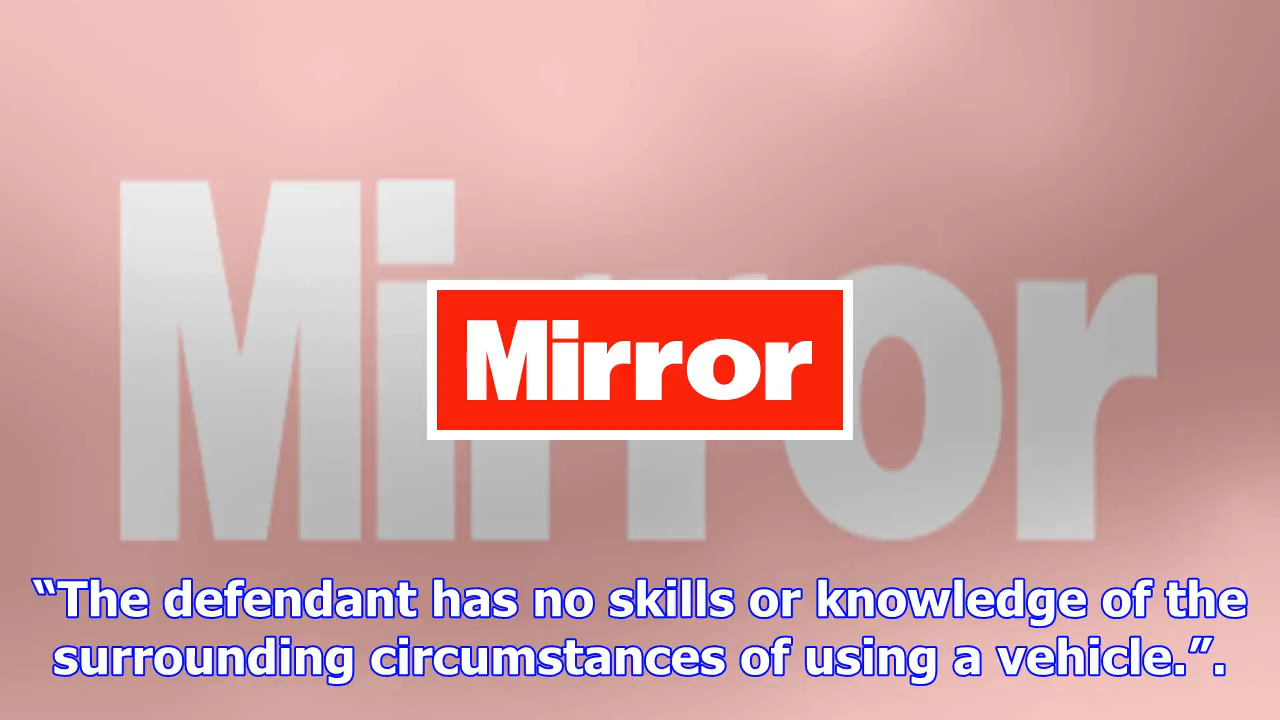 Mirror
Mirror
“The defendant has no skills or knowledge of the
surrounding circumstances of using a vehicle.”.